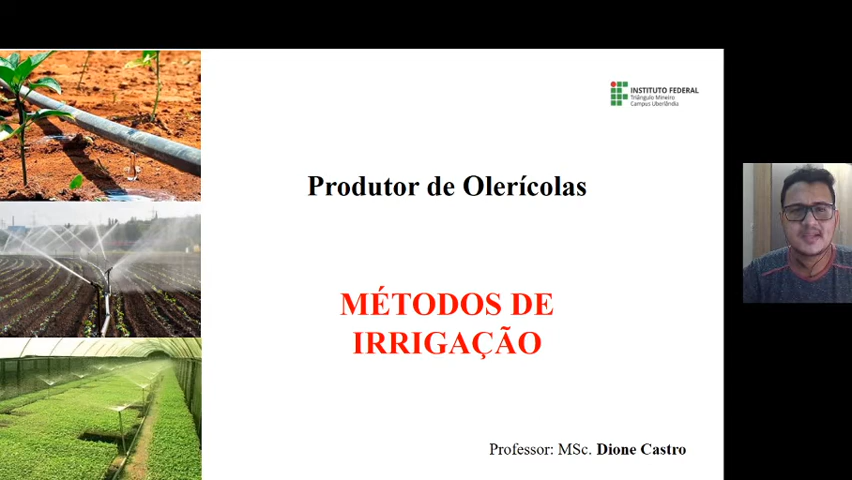 INSTITUTO FEDERAL
Triângulo Mineiro
Campus Uberlândia
Produtor de Olerícolas
MÉTODOS DE
IRRIGAÇÃO
Professor: MSc. Dione Castro